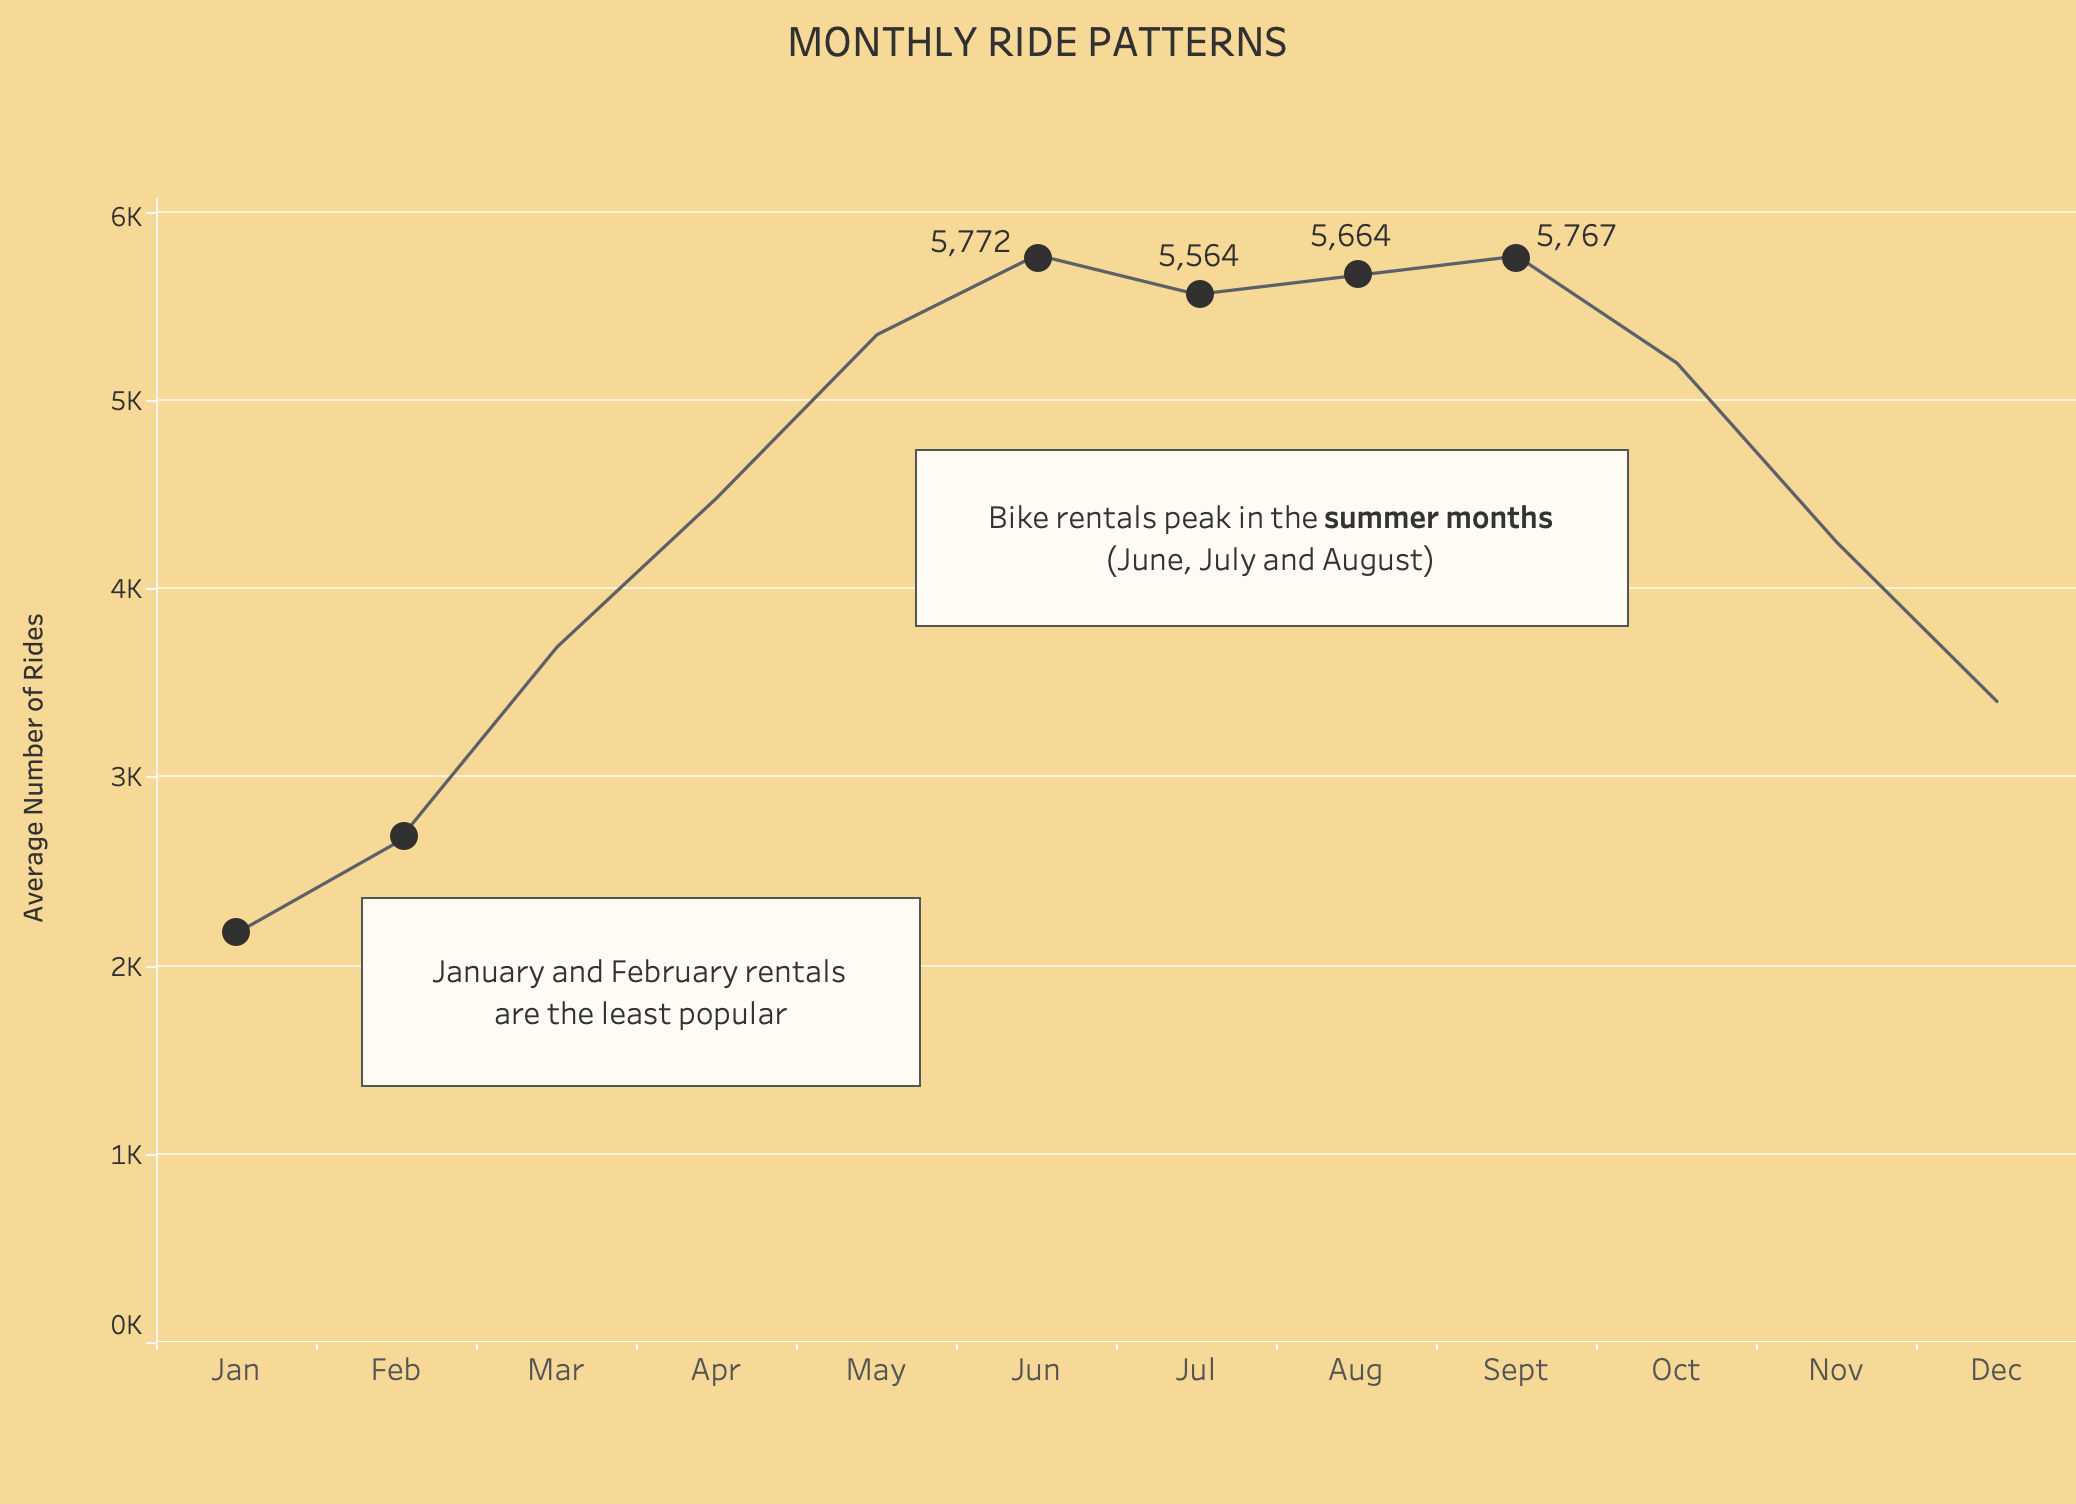 MONTHLY RIDE PATTERNS
6K
5,772
5,564
5,664
5,767
5K
Bike rentals peak in the summer months
(June, July and August)
4K
Average Number of Rides
3K
2K
January and February rentals
are the least popular
1K
0K
Jan Feb Mar Apr May Jun Jul Aug Sept Oct Nov Dec